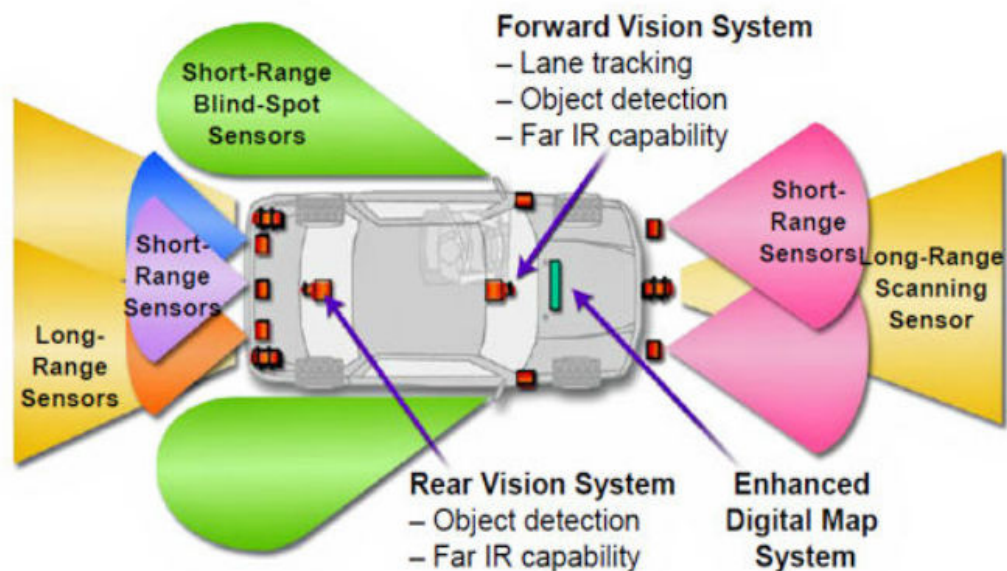 Forward Vision System
– Lane tracking
– Object detection
– Far IR capability
Short-Range
Blind-Spot
Sensors
Short-
Range
Sensors
Long-
Range
Sensors
Short-
Range
Sensors
Long-Range
Scanning
Sensor
Rear Vision System
– Object detection
– Far IR capability
Enhanced
Digital Map
System